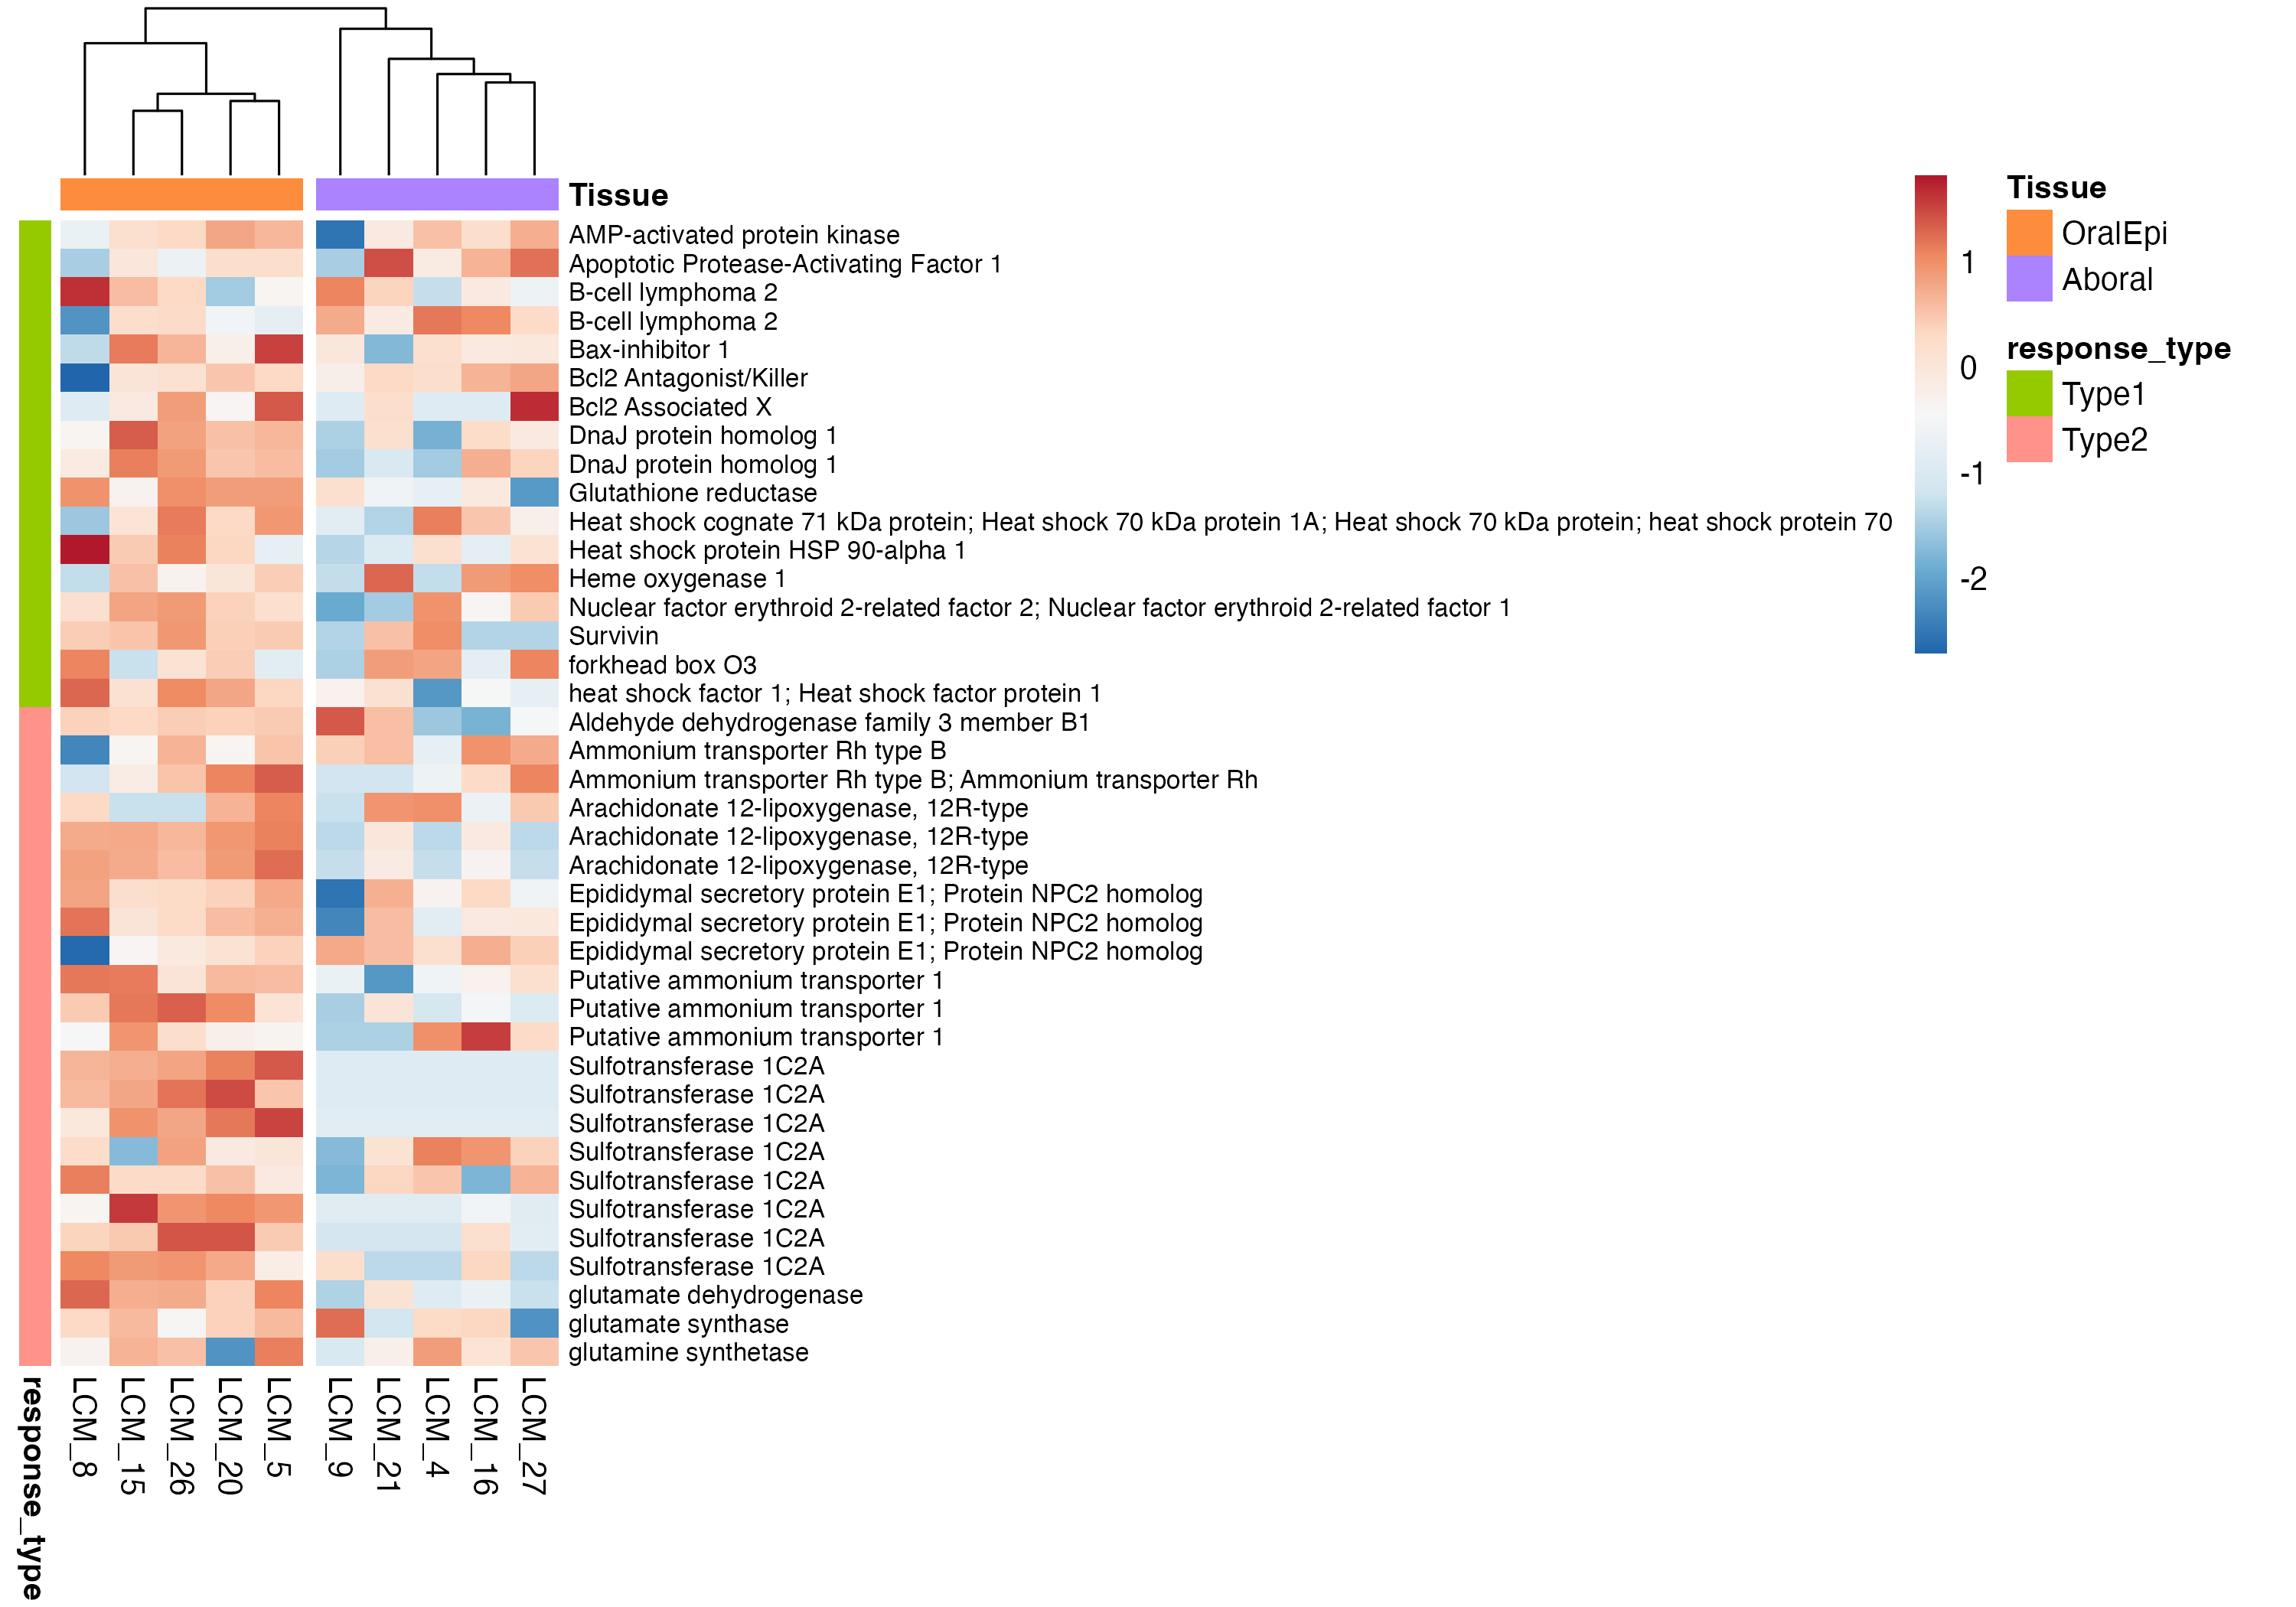 Tissue
AMP-activated protein kinase
Apoptotic Protease-Activating Factor 1
B-cell lymphoma 2
B-cell lymphoma 2
Bax-inhibitor 1
Bcl2 Antagonist/Killer
Bcl2 Associated X
DnaJ protein homolog 1
DnaJ protein homolog 1
Glutathione reductase
Heat shock cognate 71 kDa protein; Heat shock 70 kDa protein 1A; Heat shock 70 kDa protein; heat shock protein 70
Heat shock protein HSP 90-alpha 1
Heme oxygenase 1
Nuclear factor erythroid 2-related factor 2; Nuclear factor erythroid 2-related factor 1
Survivin
forkhead box O3
heat shock factor 1; Heat shock factor protein 1
Aldehyde dehydrogenase family 3 member B1
Ammonium transporter Rh type B
Ammonium transporter Rh type B; Ammonium transporter Rh
Arachidonate 12-lipoxygenase, 12R-type
Arachidonate 12-lipoxygenase, 12R-type
Arachidonate 12-lipoxygenase, 12R-type
Epididymal secretory protein E1; Protein NPC2 homolog
Epididymal secretory protein E1; Protein NPC2 homolog
Epididymal secretory protein E1; Protein NPC2 homolog
Putative ammonium transporter 1
Putative ammonium transporter 1
Putative ammonium transporter 1
Sulfotransferase 1C2A
Sulfotransferase 1C2A
Sulfotransferase 1C2A
Sulfotransferase 1C2A
Sulfotransferase 1C2A
Sulfotransferase 1C2A
Sulfotransferase 1C2A
Sulfotransferase 1C2A
glutamate dehydrogenase
glutamate synthase
glutamine synthetase
response_type
LCM_8
LCM_15
LCM_26
LCM_20
LCM_5
LCM_9
LCM_21
LCM_4
LCM_16
LCM_27
1
0
-1
-2
Tissue
OralEpi
Aboral
response_type
Type1
Type2